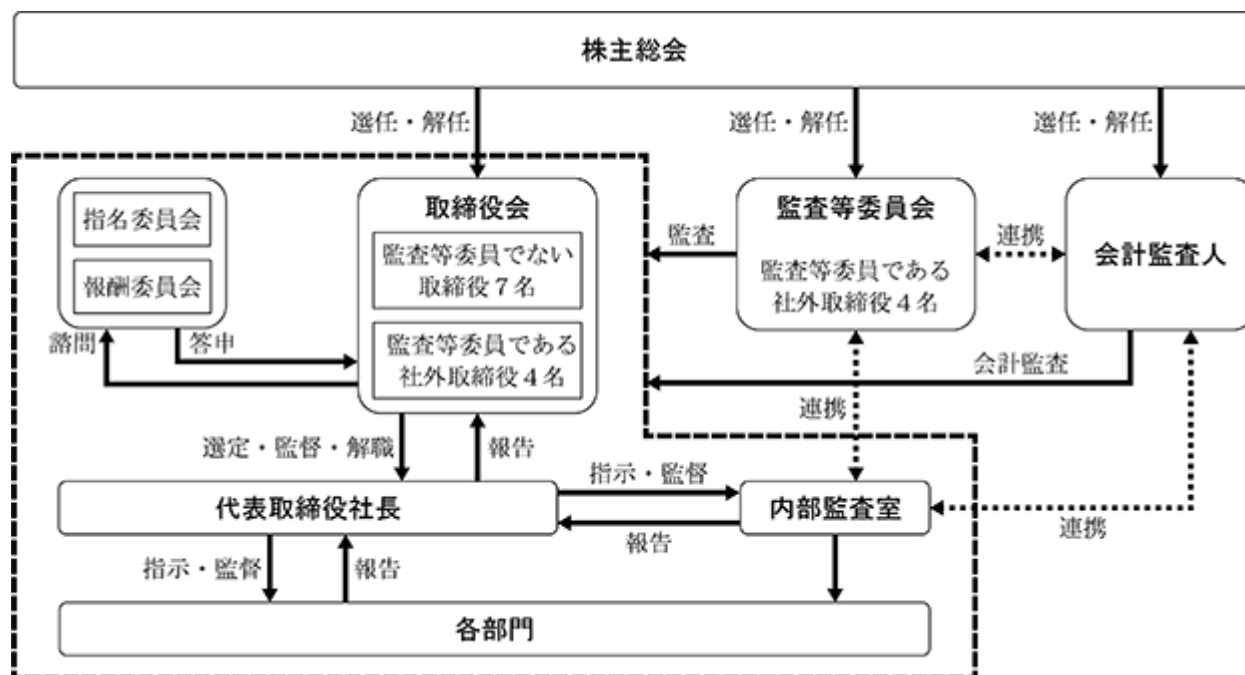 株主総会
選任・解任
選任・解任
選任・解任
指名委員会
報酬委員会
諮問
答申
取締役会
監査等委員でない
取締役7名
監査等委員である
社外取締役4名
監査
監査等委員会
監査等委員である
社外取締役4名
連携
会計監査人
会計監査
連携
選定・監督・解職
報告
代表取締役社長
指示・監督
報告
内部監査室
連携
指示・監督
報告
各部門